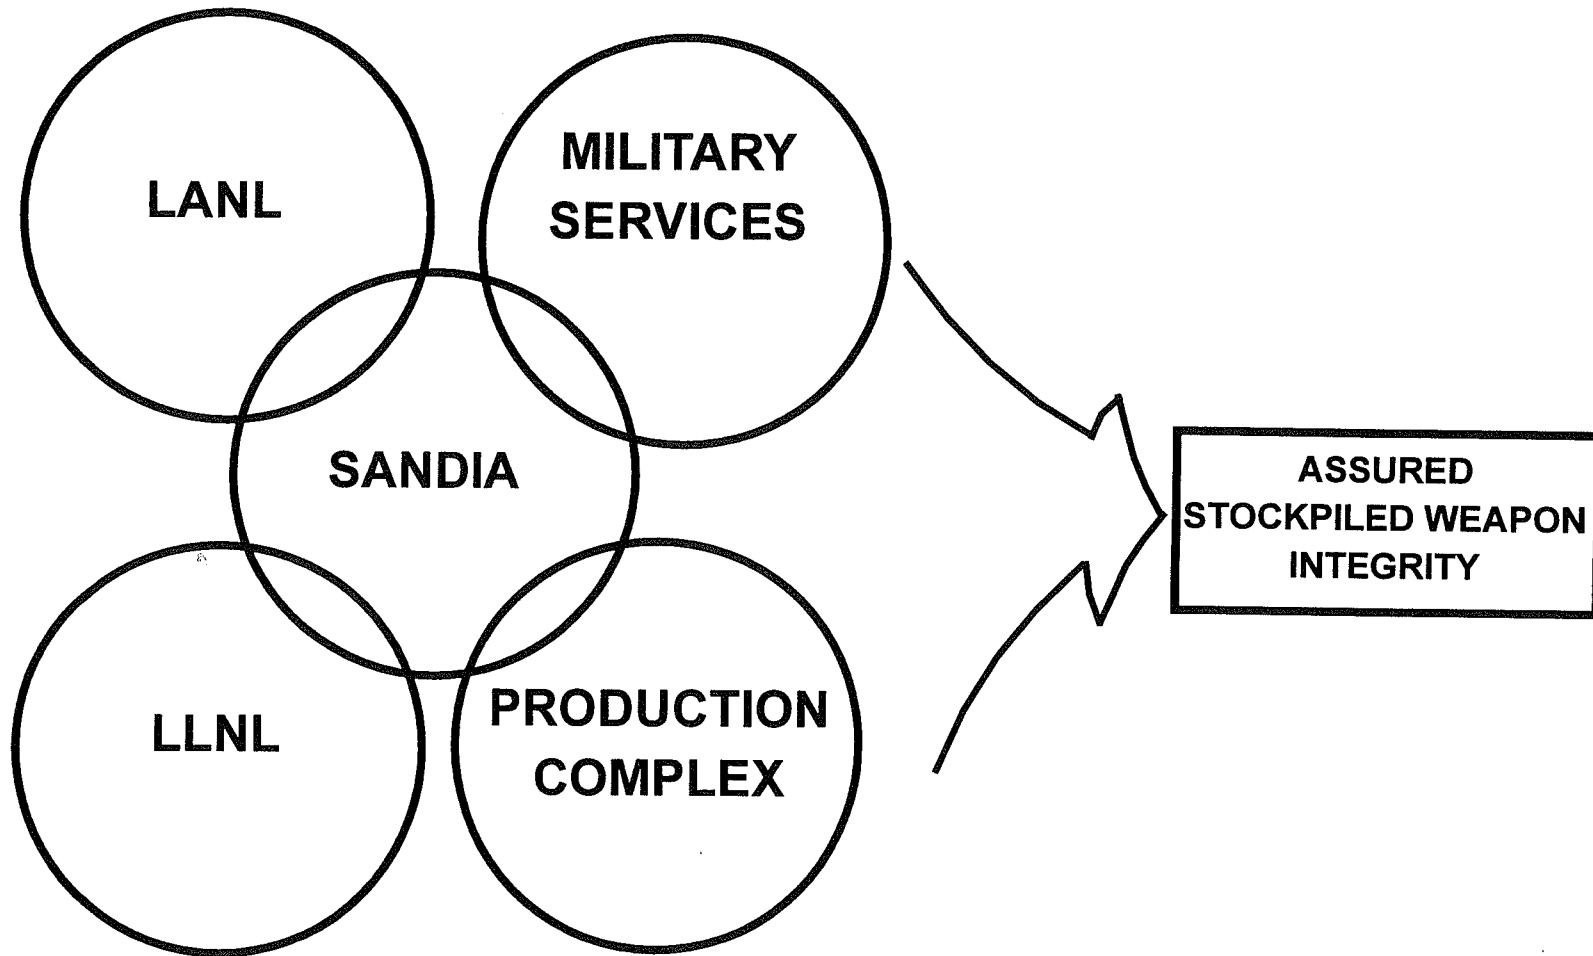 LANL
MILITARY
SERVICES
SANDIA
LLNL
PRODUCTION
COMPLEX
ASSURED
STOCKPILED WEAPON
INTEGRITY